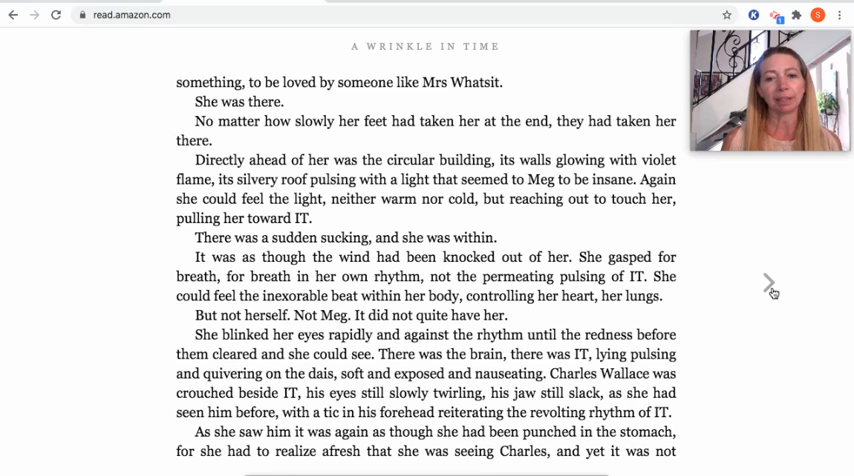 read.amazon.com
S
1
A WRINKLE IN TIME
something, to be loved by someone like Mrs Whatsit.
She was there.
No matter how slowly her feet had taken her at the end, they had taken her
there.
Directly ahead of her was the circular building, its walls glowing with violet
flame, its silvery roof pulsing with a light that seemed to Meg to be insane. Again
she could feel the light, neither warm nor cold, but reaching out to touch her,
pulling her toward IT.
There was a sudden sucking, and she was within.
It was as though the wind had been knocked out of her. She gasped for
breath, for breath in her own rhythm, not the permeating pulsing of IT. She
could feel the inexorable beat within her body, controlling her heart, her lungs.
But not herself. Not Meg. It did not quite have her.
She blinked her eyes rapidly and against the rhythm until the redness before
them cleared and she could see. There was the brain, there was IT, lying pulsing
and quivering on the dais, soft and exposed and nauseating. Charles Wallace was
crouched beside IT, his eyes still slowly twirling, his jaw still slack, as she had
seen him before, with a tic in his forehead reiterating the revolting rhythm of IT.
As she saw him it was again as though she had been punched in the stomach,
for she had to realize afresh that she was seeing Charles, and yet it was not